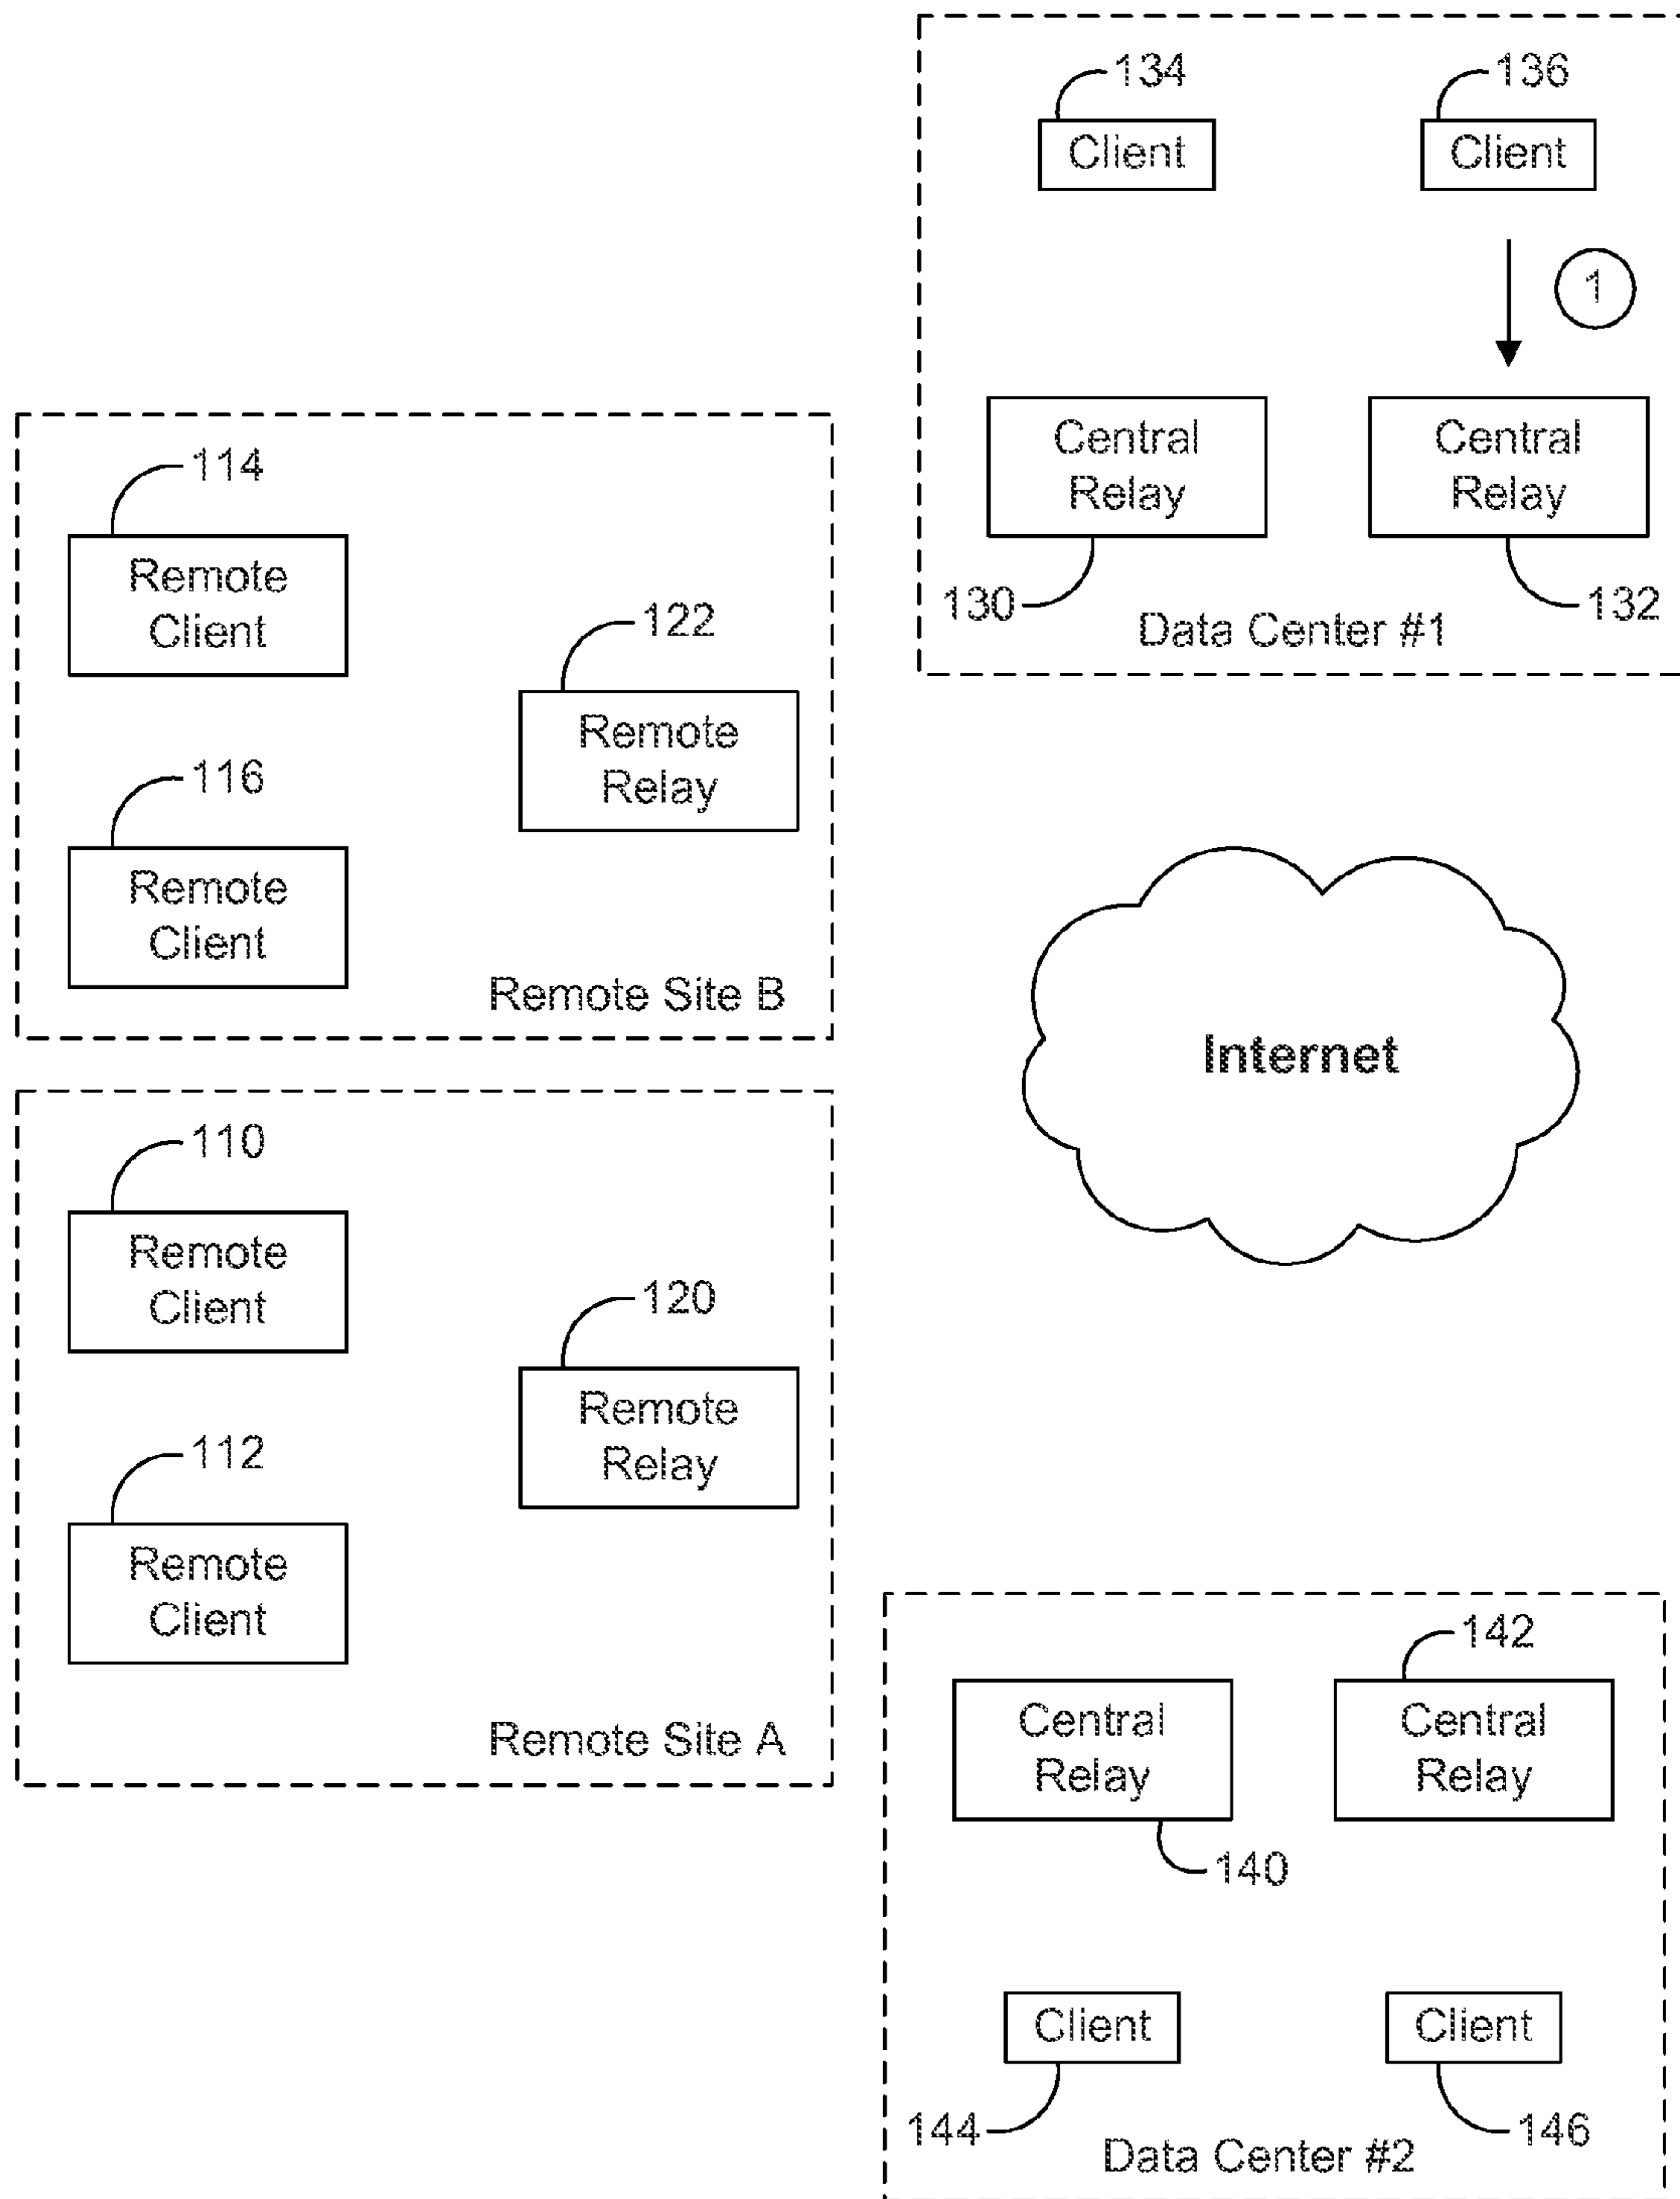 134
136
Client
Client
1
Central
Relay
Central
Relay
130
132
Data Center #1
114
Remote
Client
122
Remote
Relay
116
Remote
Client
Remote Site B
Internet
110
Remote
Client
120
Remote
Relay
112
Remote
Client
Remote Site A
142
Central
Relay
Central
Relay
140
Client
Client
144
146
Data Center #2